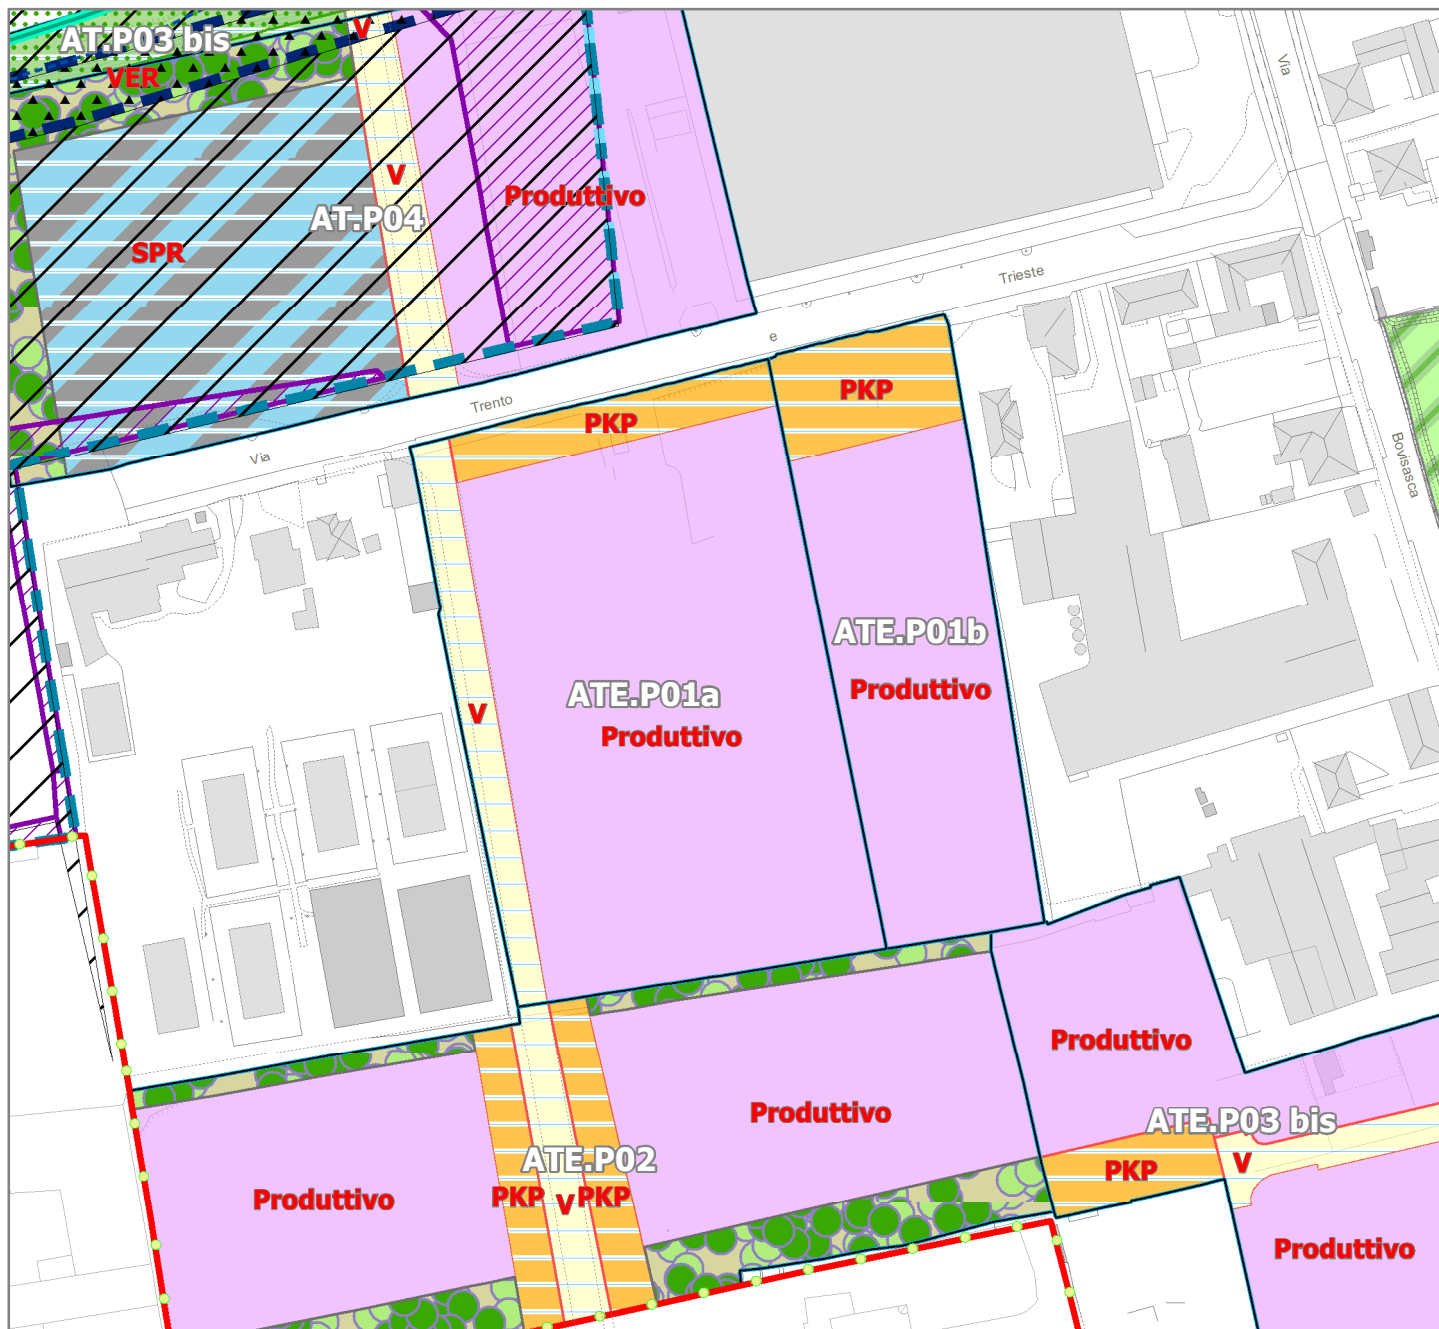 V
AT.P03 bis
VER
Via
V
Produttivo
AT.P04
SPR
Trieste
e
PKP
Trento
PKP
Via
Bovisasca
ATE.P01b
Produttivo
ATE.P01a
V
Produttivo
Produttivo
Produttivo
ATE.P03 bis
ATE.P02
V
PKP
Produttivo
PKP
V
PKP
Produttivo